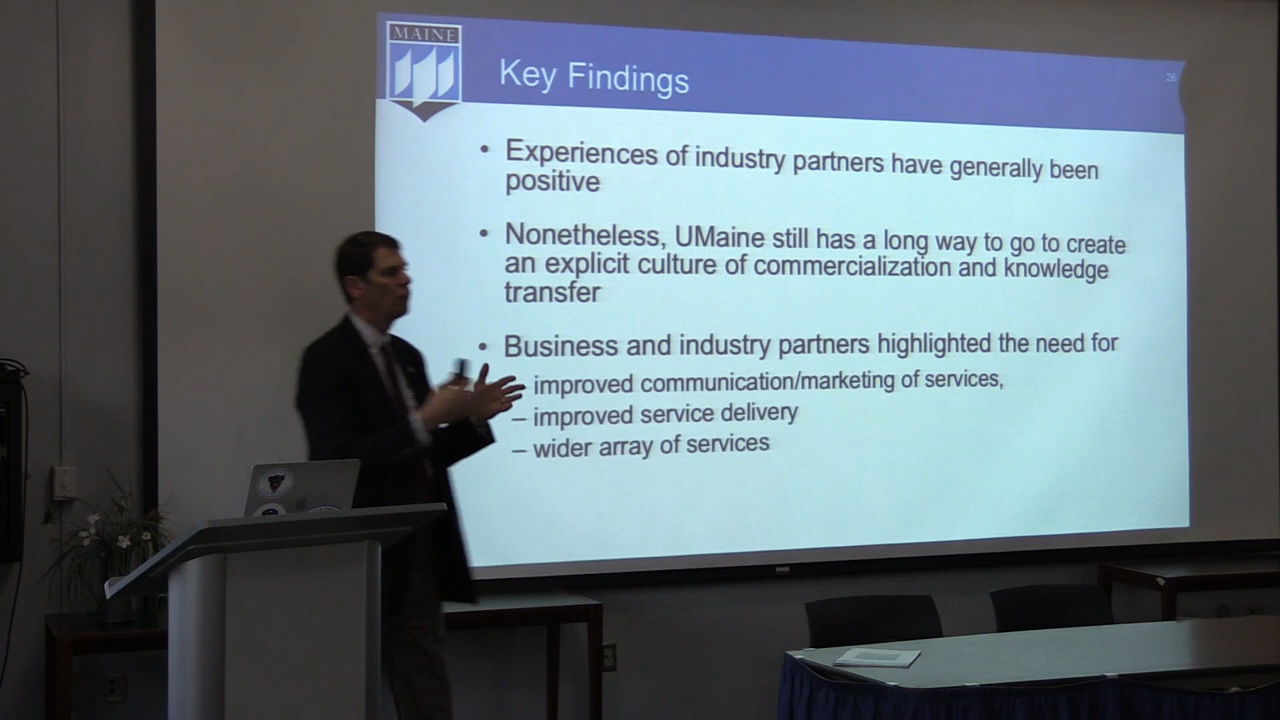 MAINE
Key Findings
26
• Experiences of industry partners have generally been
positive
• Nonetheless, UMaine still has a long way to go to create
an explicit culture of commercialization and knowledge
transfer
• Business and industry partners highlighted the need for
improved communication/marketing of services,
– improved service delivery
– wider array of services